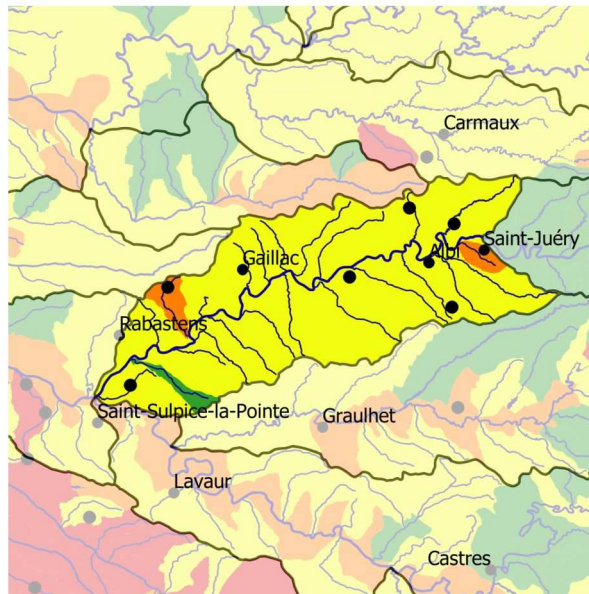 Carmaux
Saint-Juéry
Albi
Gaillac
Rabastens
Saint-Sulpice-la-Pointe
Graulhet
Lavaur
Castres